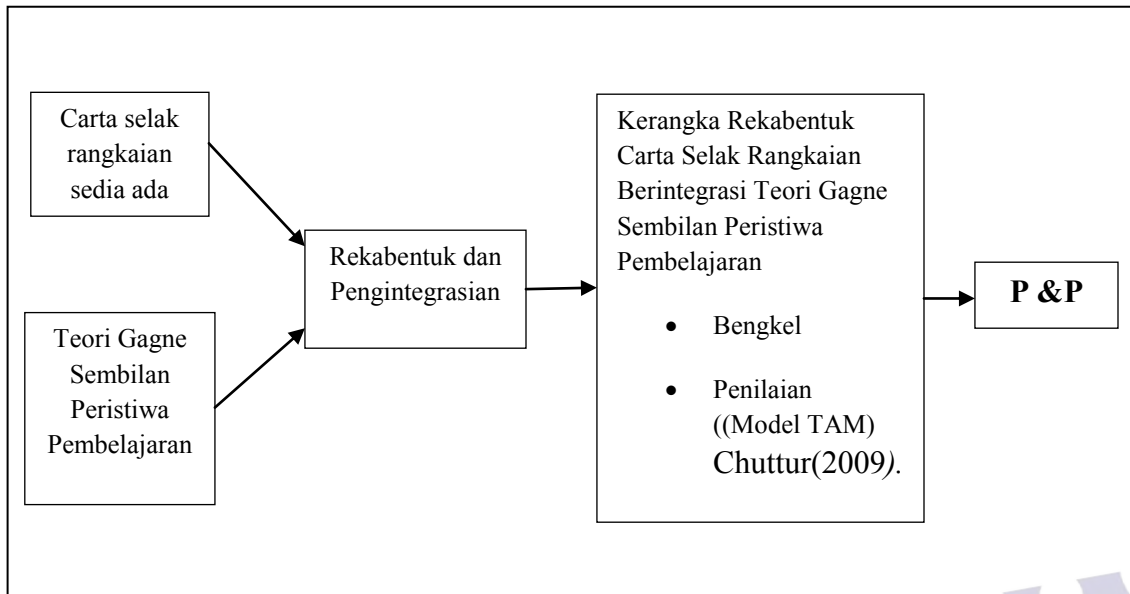 Carta selak
rangkaian
sedia ada
Teori Gagne
Sembilan
Peristiwa
Pembelajaran
Rekabentuk dan
Pengintegrasian
Kerangka Rekabentuk
Carta Selak Rangkaian
Berintegrasi Teori Gagne
Sembilan Peristiwa
Pembelajaran
• Bengkel
• Penilaian
((Model TAM)
Chuttur(2009).
P &P